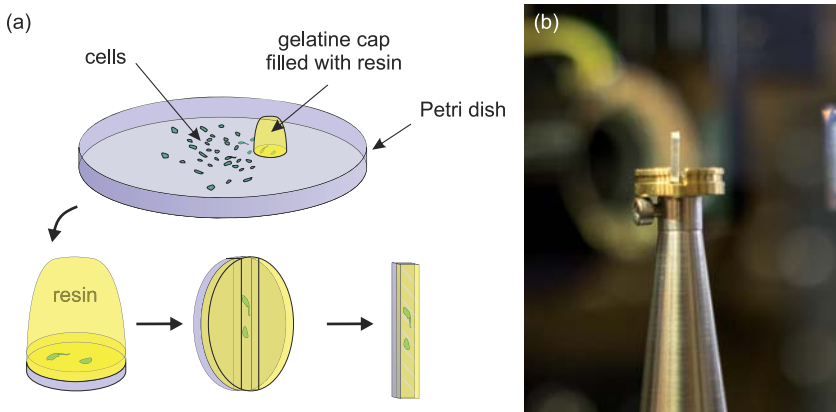 (a)
cells
gelatine cap
filled with resin
Petri dish
resin
(b)